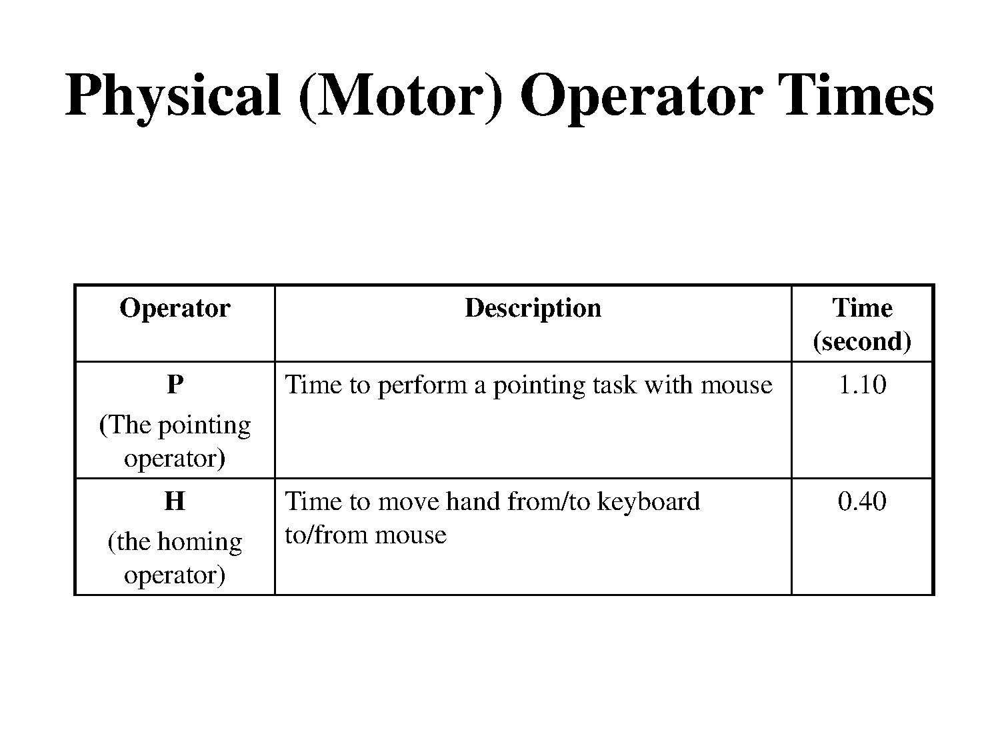 Physical (Motor) Operator Times
Operator Description Time
(second)
P Time to perform a pointing task with mouse 1.10
(The pointing
operator)
H Time to move hand from/to keyboard 0.40
to/from mouse
(the homing
operator)